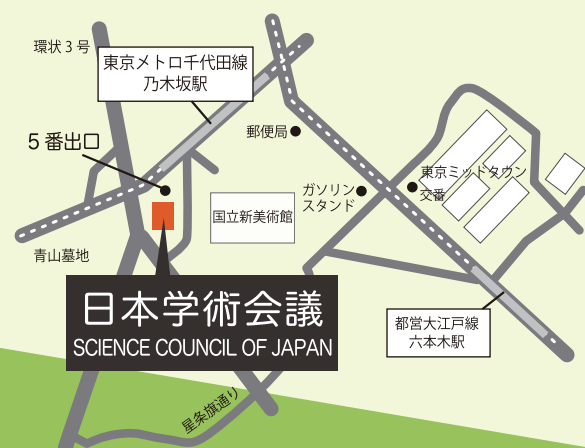 環状3号
東京メトロ千代田線
乃木坂駅
5番出口
郵便局
東京ミッドタウン
交番
ガソリン
スタンド
国立新美術館
青山墓地
日本学術会議
SCIENCE COUNCIL OF JAPAN
都営大江戸線
六本木駅
星条旗通り